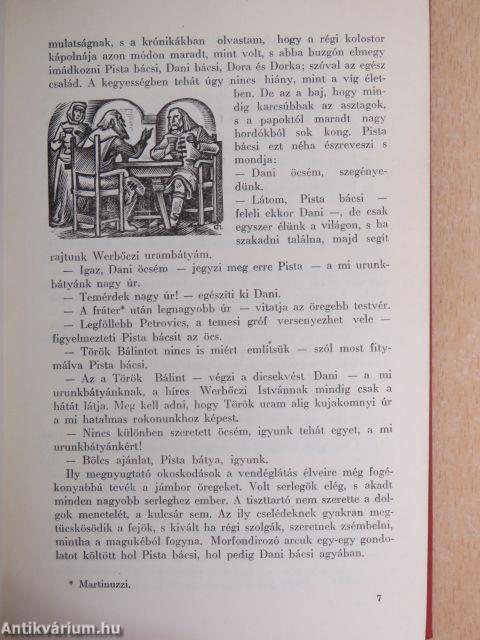 mulatságnak, s a krónikákban olvastam, hogy a régi kolostor
kápolnája azon módon maradt, mint volt, s abba buzgón elmegy
imádkozni Pista bácsi, Dani bácsi, Dora és Dorka; szóval az egész
család. A kegyességben tehát úgy nincs hiány, mint a víg élet-
ben. De az a baj, hogy min-
dig karcsúbbak az asztagok,
s a papoktól maradt nagy
hordókból sok kong. Pista
bácsi ezt néha észreveszi s
mondja:
— Dani öcsém, szegénye-
dünk.
— Látom, Pista bácsi —
feleli ekkor Dani —, de csak
egyszer élünk a világon, s ha
szakadni találna, majd segít
rajtunk Werbőczi urambátyám.
— Igaz, Dani öcsém — jegyzi meg erre Pista — a mi urunk-
bátyánk nagy úr.
— Temérdek nagy úr! — egészíti ki Dani.
— A fráter* után legnagyobb úr — vitatja az öregebb testvér.
— Legföllebb Petrovics, a temesi gróf versenyezhet vele —
figyelmezteti Pista bácsit az öcs.
— Török Bálintot nincs is miért említsük — szól most fity-
málva Pista bácsi.
— Az a Török Bálint — végzi a dicsekvést Dani — a mi
urunkbátyánknak, a híres Werbőczi Istvánnak mindig csak a
hátát látja. Meg kell adni, hogy Török uram alig kujakomnyi úr
a mi hatalmas rokonunkhoz képest.
— Nincs különben szeretett öcsém, igyunk tehát egyet, a mi
urunkbátyánkért!
— Bölcs ajánlat, Pista bátya, igyunk.
Ily megnyugtató okoskodások a vendéglátás élveire még fogé-
konyabbá tevék a jámbor öregeket. Volt serlegök elég, s akadt
minden nagyobb serleghez ember. A tiszttartó nem szerette a dol-
gok menetelét, a kulcsár sem. Az ily cselédeknek gyakran meg-
tücskösödik a fejök, s kivált ha régi szolgák, szeretnek zsémbelni,
mintha a magukéból fogyna. Morfondírozó arcuk egy-egy gondo-
latot költött hol Pista bácsi, hol pedig Dani bácsi agyában.
* Martinuzzi.
7
Antikvárium.hu